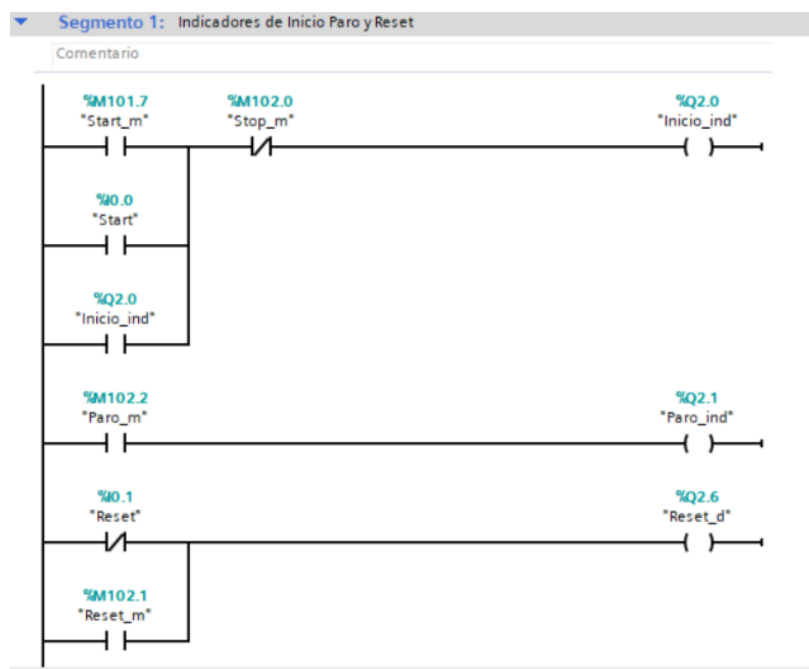 Segmento 1: Indicadores de Inicio Paro y Reset
Comentario
%M101.7 %M102.0 %Q2.0
"Start_m" "Stop_m" "Inicio_ind"
%I0.0
"Start"
%Q2.0
"Inicio_ind"
%M102.2 %Q2.1
"Paro_m" "Paro_ind"
%I0.1 %Q2.6
"Reset" "Reset_d"
%M102.1
"Reset_m"